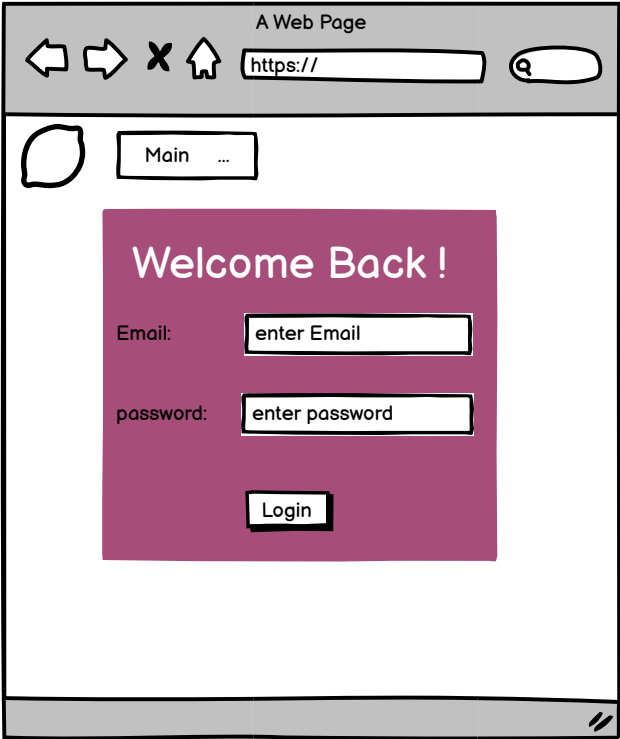 A Web Page
https://
Main ...
Welcome Back !
Email: enter Email
password: enter password
Login